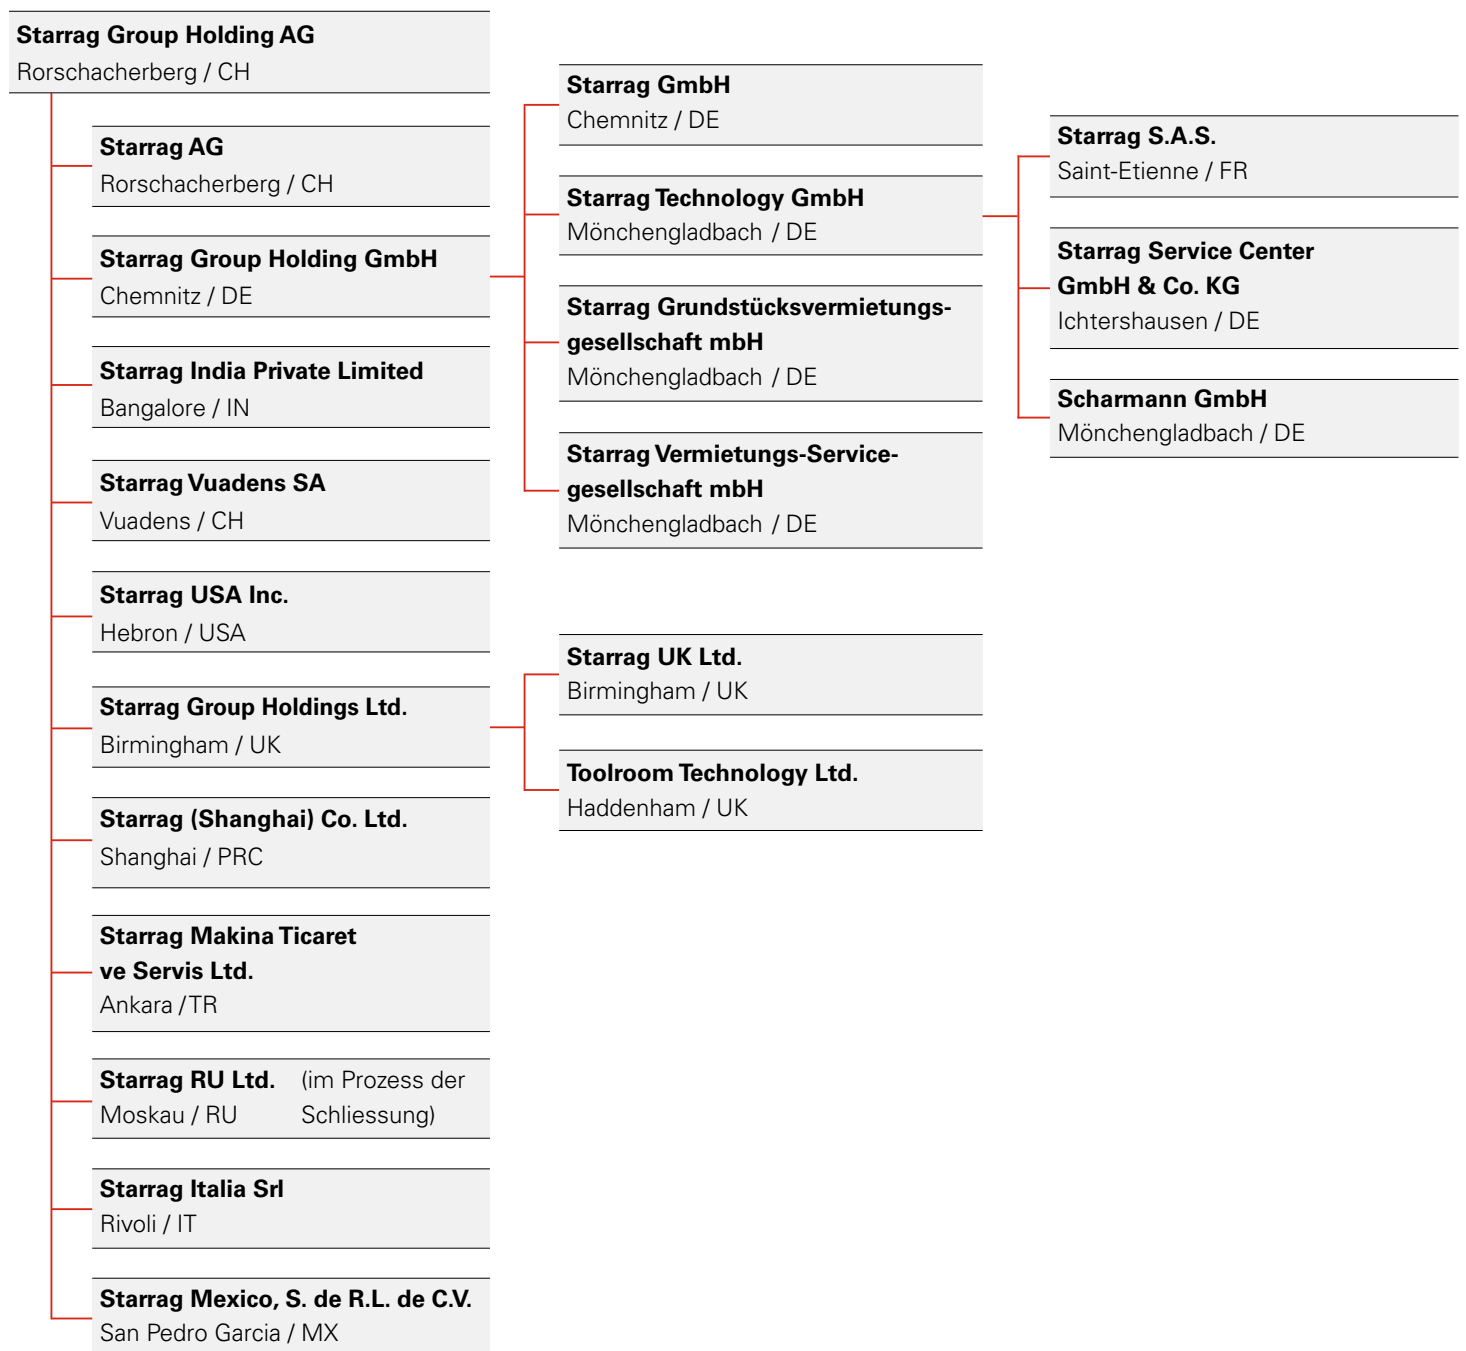 Starrag Group Holding AG
Rorschacherberg / CH
Starrag AG
Rorschacherberg / CH
Starrag Group Holding GmbH
Chemnitz / DE
Starrag India Private Limited
Bangalore / IN
Starrag Vuadens SA
Vuadens / CH
Starrag USA Inc.
Hebron / USA
Starrag Group Holdings Ltd.
Birmingham / UK
Starrag (Shanghai) Co. Ltd.
Shanghai / PRC
Starrag Makina Ticaret
ve Servis Ltd.
Ankara / TR
Starrag RU Ltd. (im Prozess der
Moskau / RU Schliessung)
Starrag Italia Srl
Rivoli / IT
Starrag Mexico, S. de R.L. de C.V.
San Pedro Garcia / MX
Starrag GmbH
Chemnitz / DE
Starrag Technology GmbH
Mönchengladbach / DE
Starrag Grundstücksvermietungs-
gesellschaft mbH
Mönchengladbach / DE
Starrag Vermietungs-Service-
gesellschaft mbH
Mönchengladbach / DE
Starrag UK Ltd.
Birmingham / UK
Toolroom Technology Ltd.
Haddenham / UK
Starrag S.A.S.
Saint-Etienne / FR
Starrag Service Center
GmbH & Co. KG
Ichtershausen / DE
Scharmann GmbH
Mönchengladbach / DE